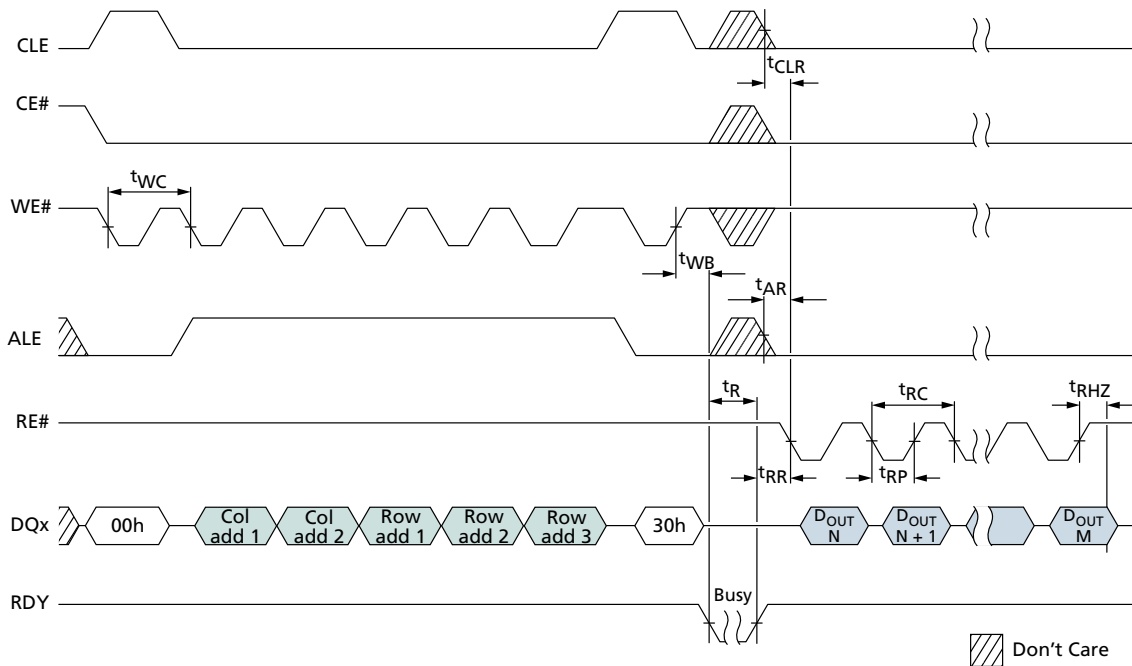 CLE
tCLR
CE#
tWC
WE#
tWB
tAR
ALE
tR
tRC
tRHZ
RE#
tRR
tRP
DQx
00h
Col
add 1
Col
add 2
Row
add 1
Row
add 2
Row
add 3
30h
DOUT
N
DOUT
N + 1
DOUT
M
RDY
Busy
Don't Care